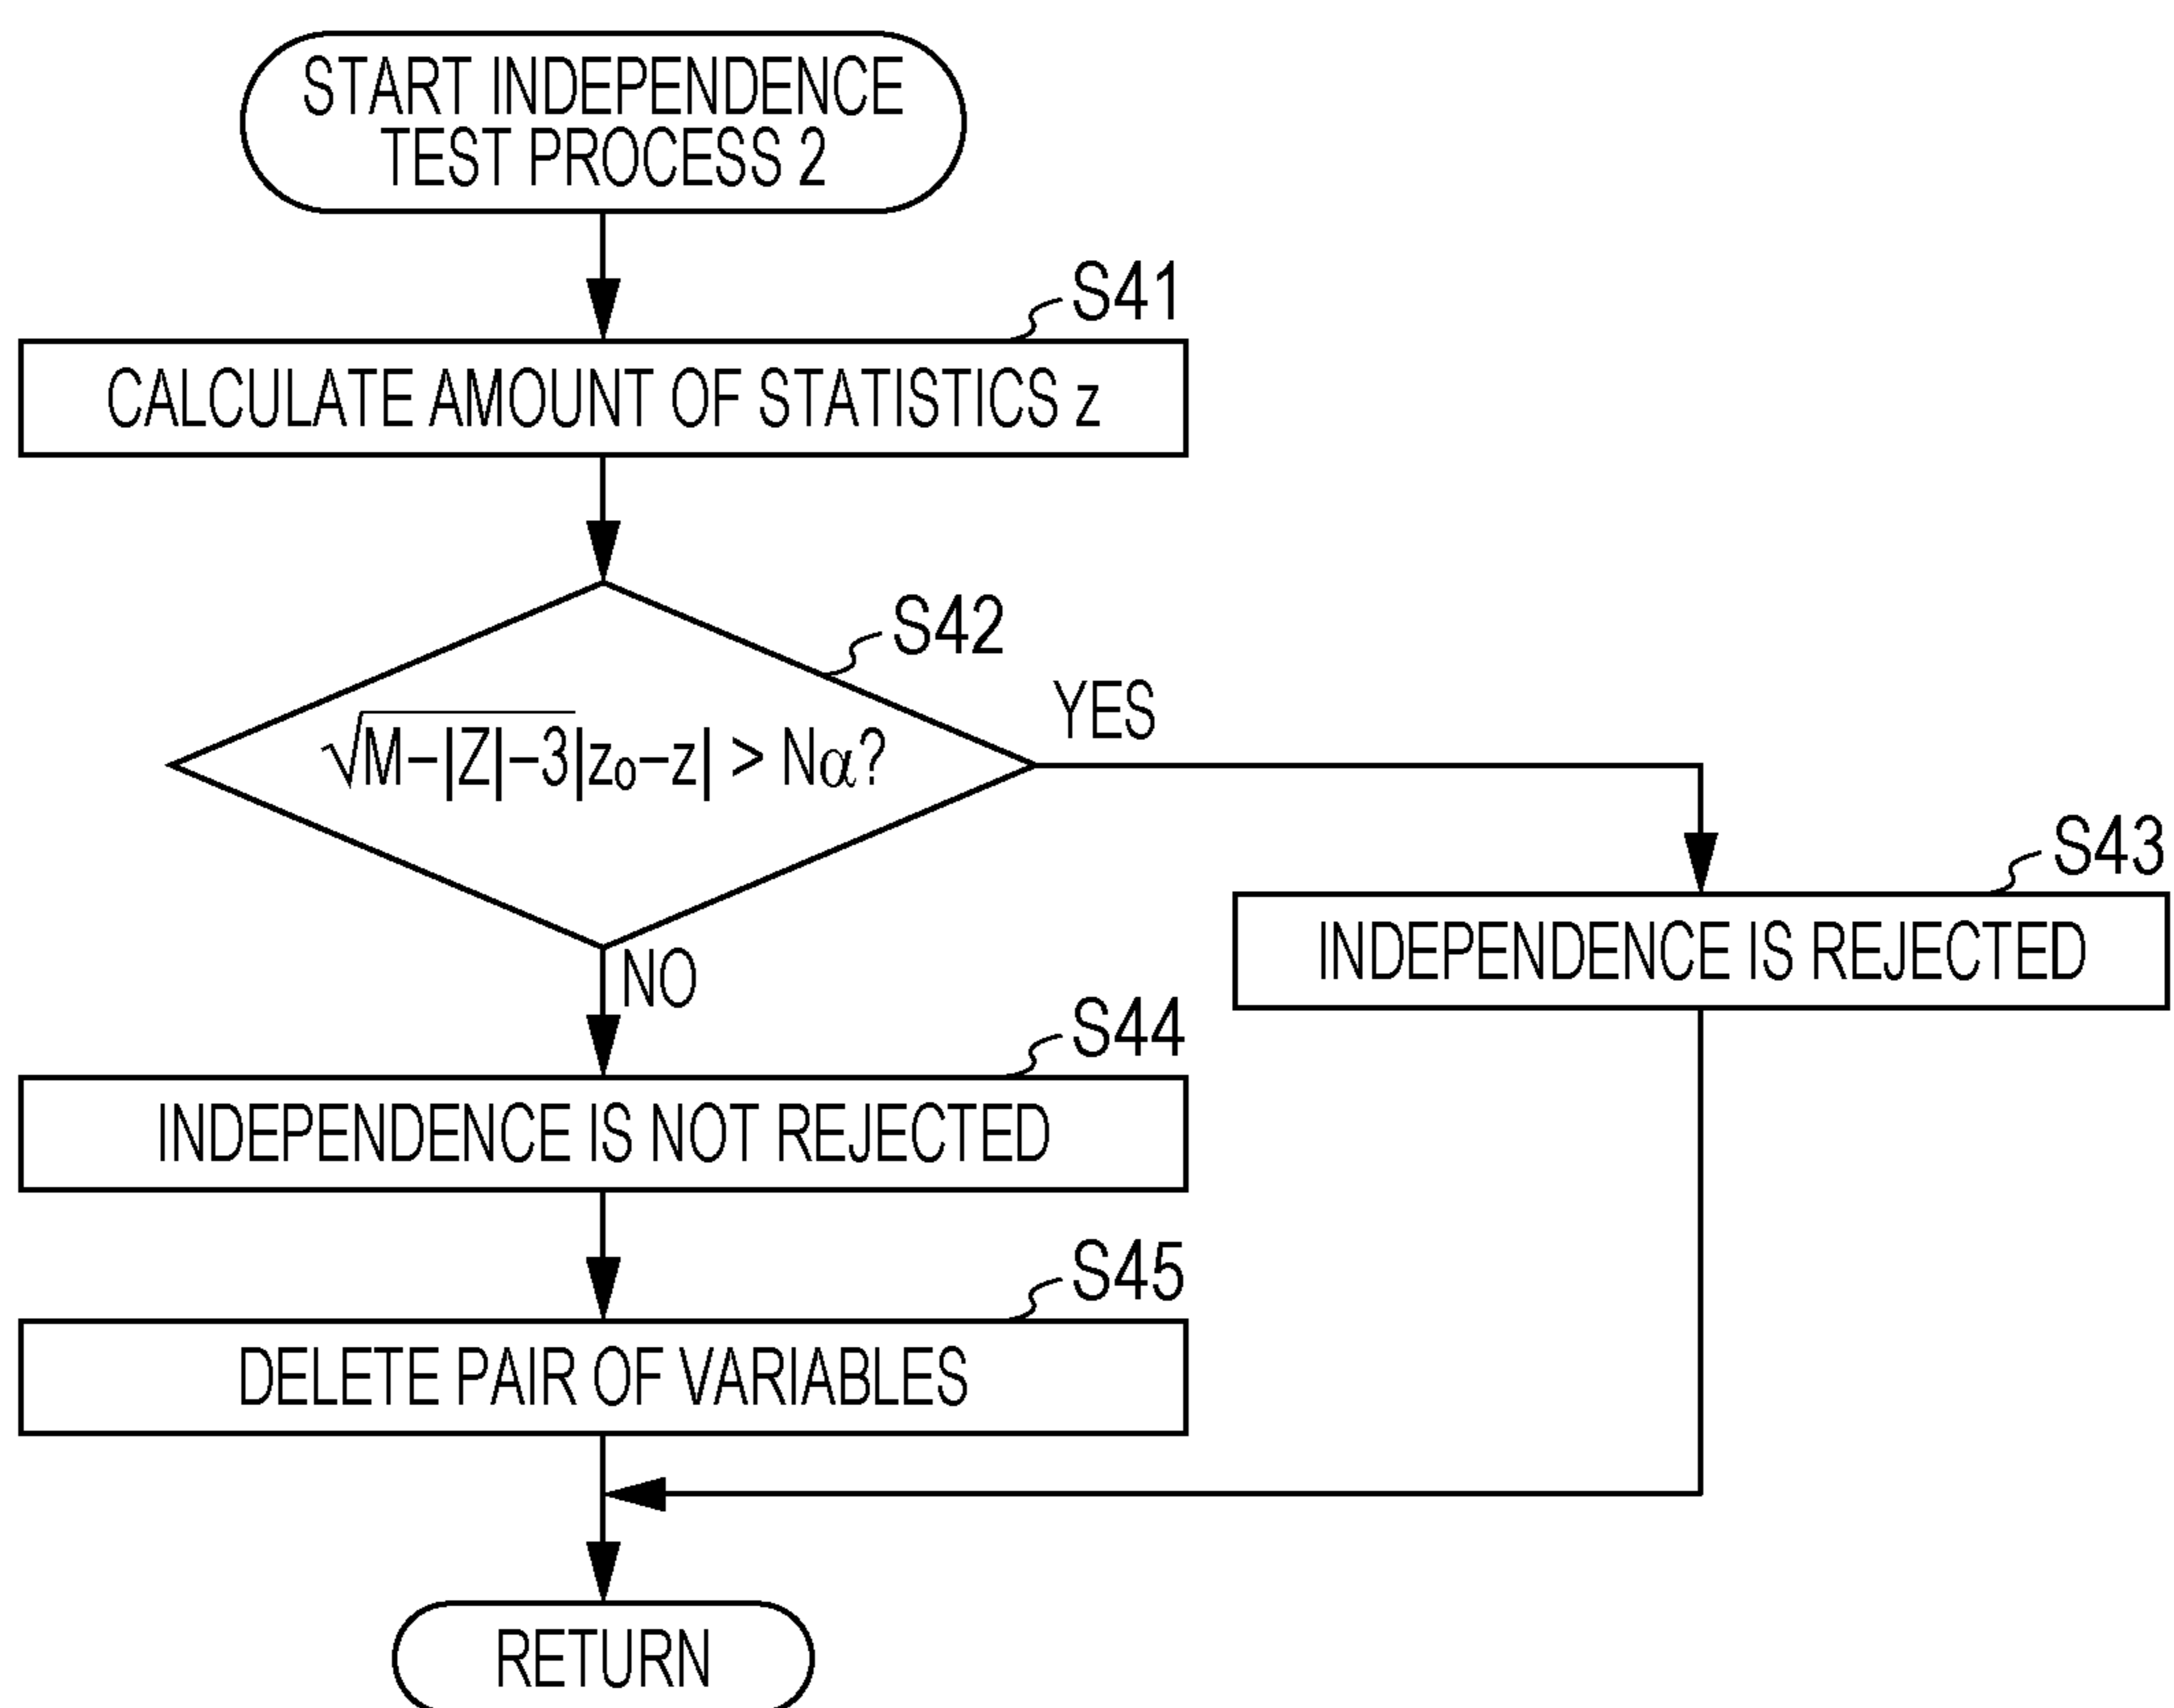 START INDEPENDENCE
TEST PROCESS 2
S41
CALCULATE AMOUNT OF STATISTICS z
S42
√M−|Z|−3|z₀−z| > Nα?
YES
S43
INDEPENDENCE IS REJECTED
NO
S44
INDEPENDENCE IS NOT REJECTED
S45
DELETE PAIR OF VARIABLES
RETURN